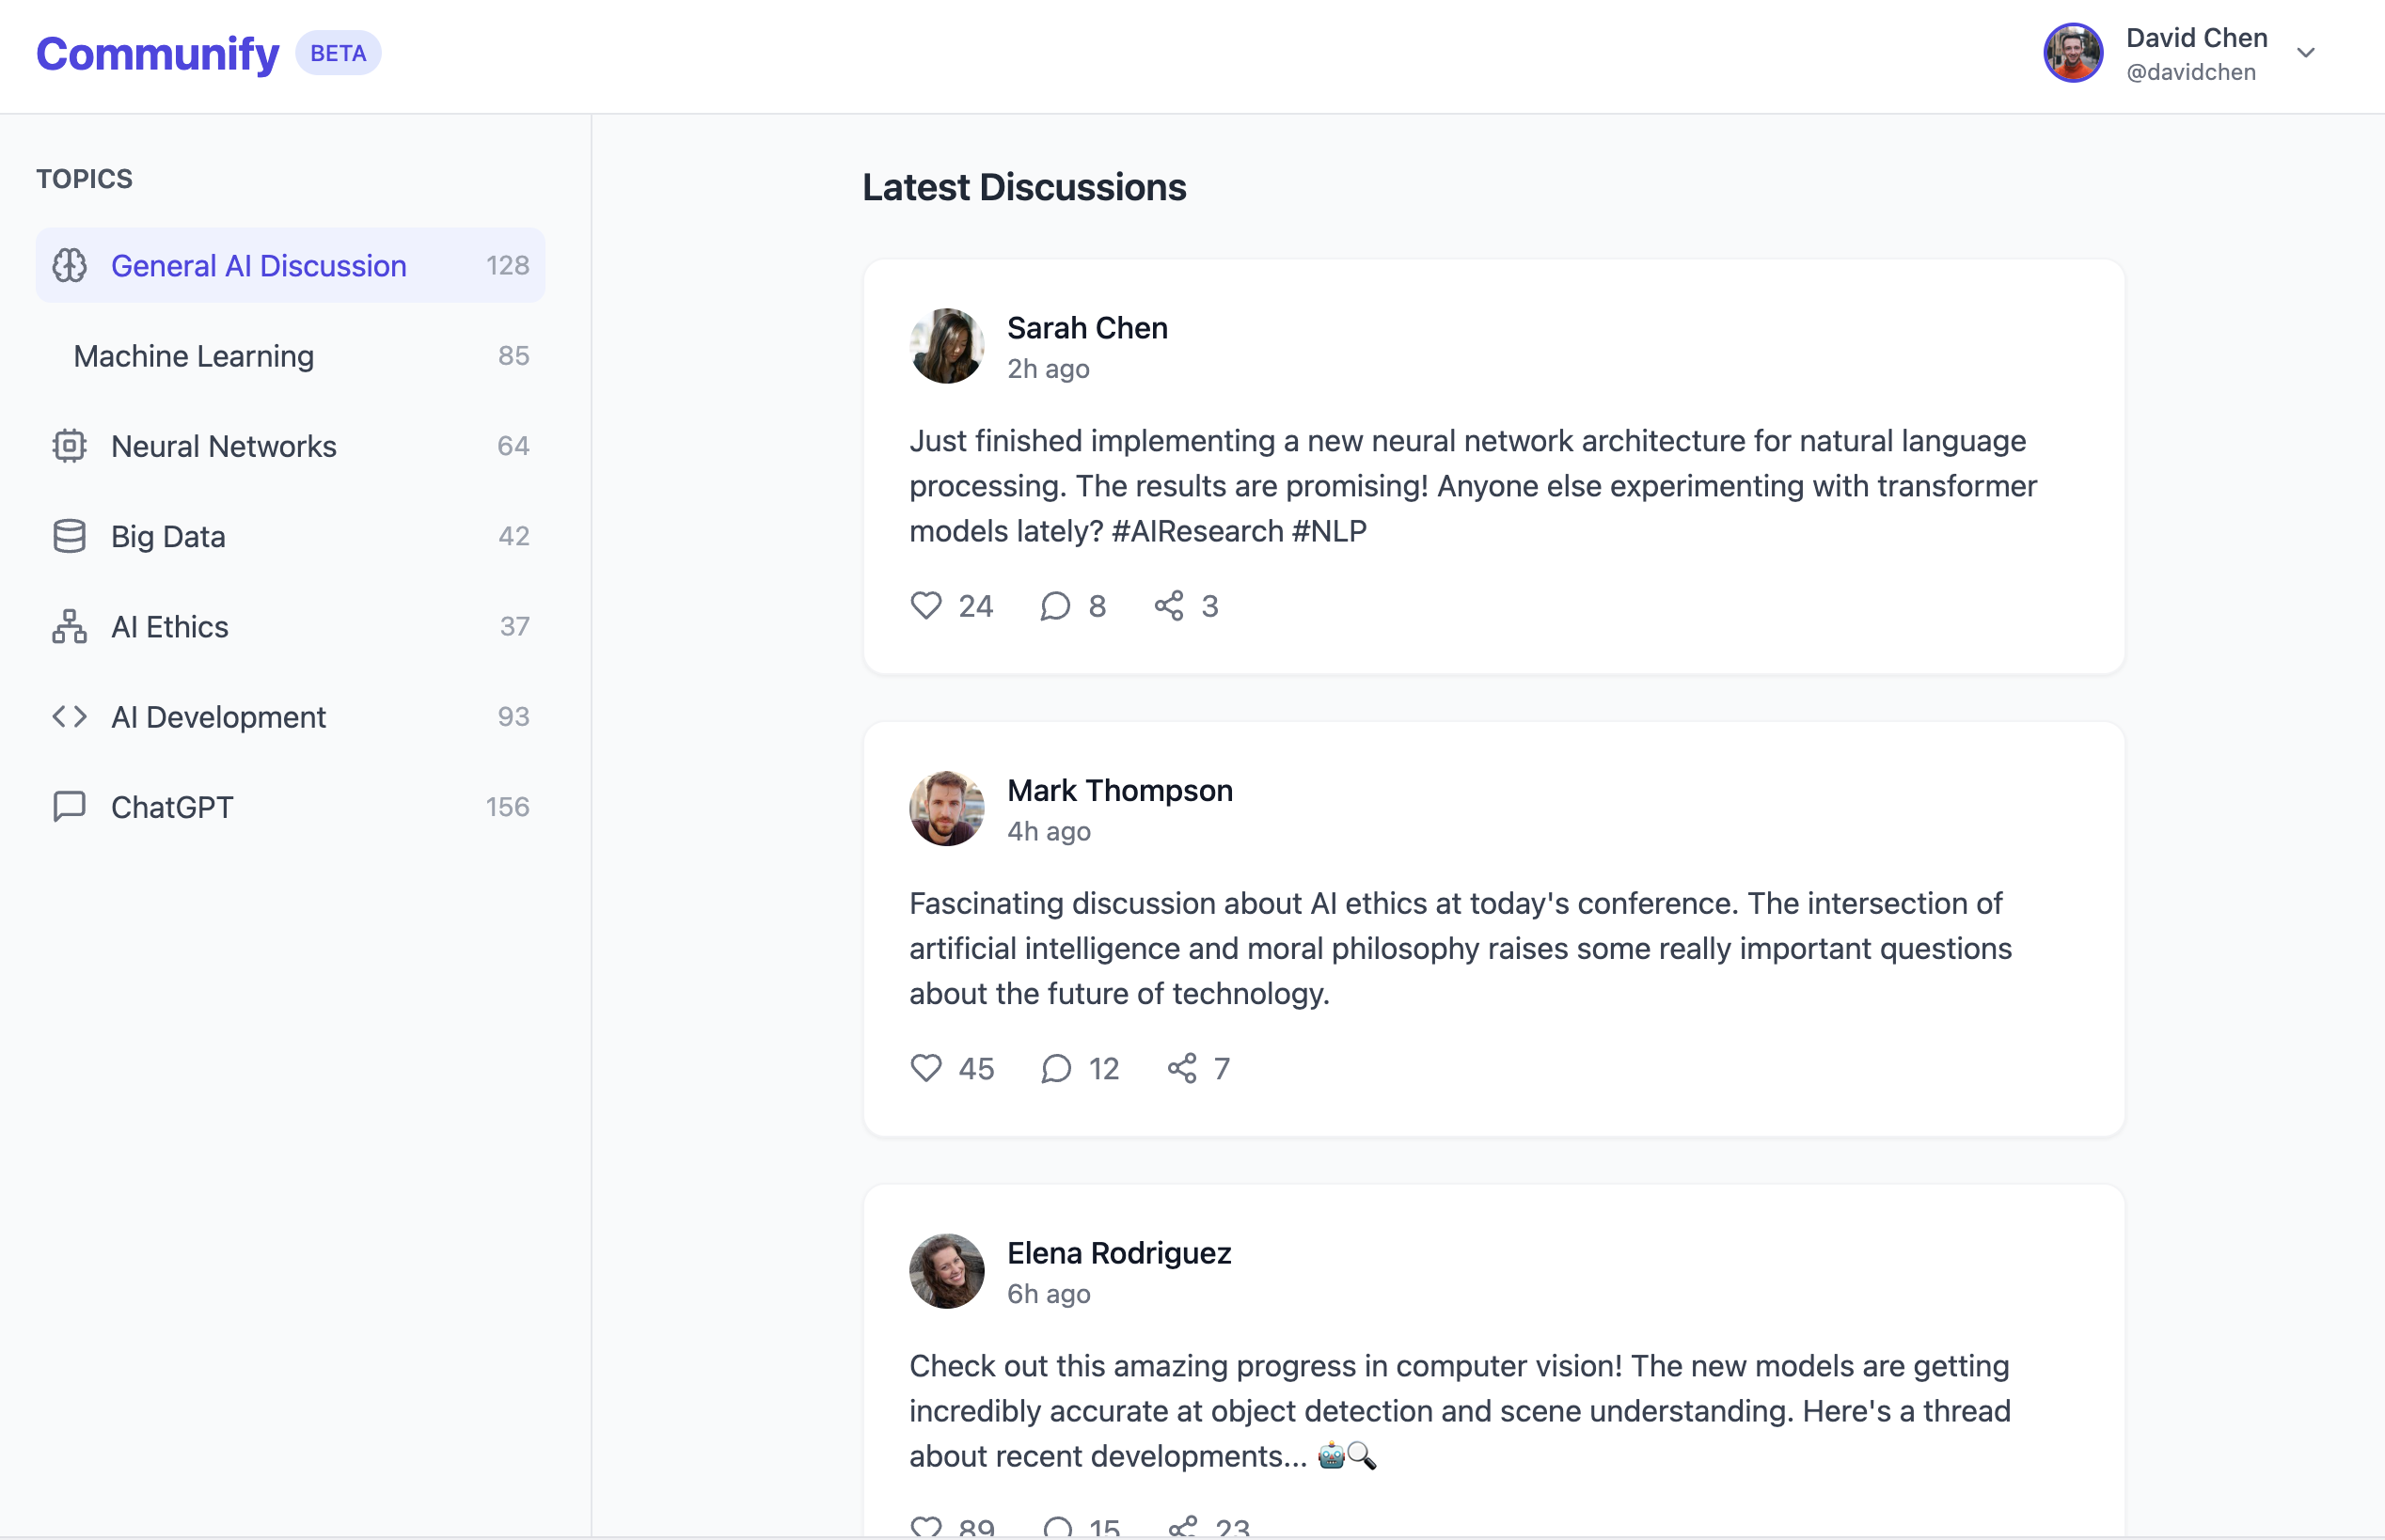 Communify BETA
David Chen
@davidchen
TOPICS
General AI Discussion 128
Machine Learning 85
Neural Networks 64
Big Data 42
AI Ethics 37
AI Development 93
ChatGPT 156
Latest Discussions
Sarah Chen
2h ago
Just finished implementing a new neural network architecture for natural language
processing. The results are promising! Anyone else experimenting with transformer
models lately? #AIResearch #NLP
24 8 3
Mark Thompson
4h ago
Fascinating discussion about AI ethics at today's conference. The intersection of
artificial intelligence and moral philosophy raises some really important questions
about the future of technology.
45 12 7
Elena Rodriguez
6h ago
Check out this amazing progress in computer vision! The new models are getting
incredibly accurate at object detection and scene understanding. Here's a thread
about recent developments... 🤖🔍
89 15 23